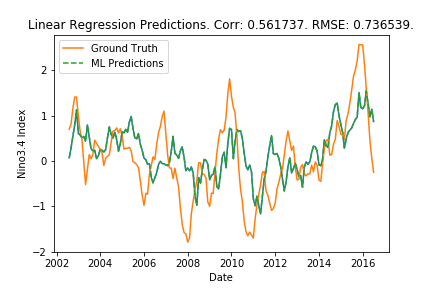 Linear Regression Predictions. Corr: 0.561737. RMSE: 0.736539.
Ground Truth
ML Predictions
2
1
0
−1
−2
Nino3.4 Index
2002 2004 2006 2008 2010 2012 2014 2016
Date